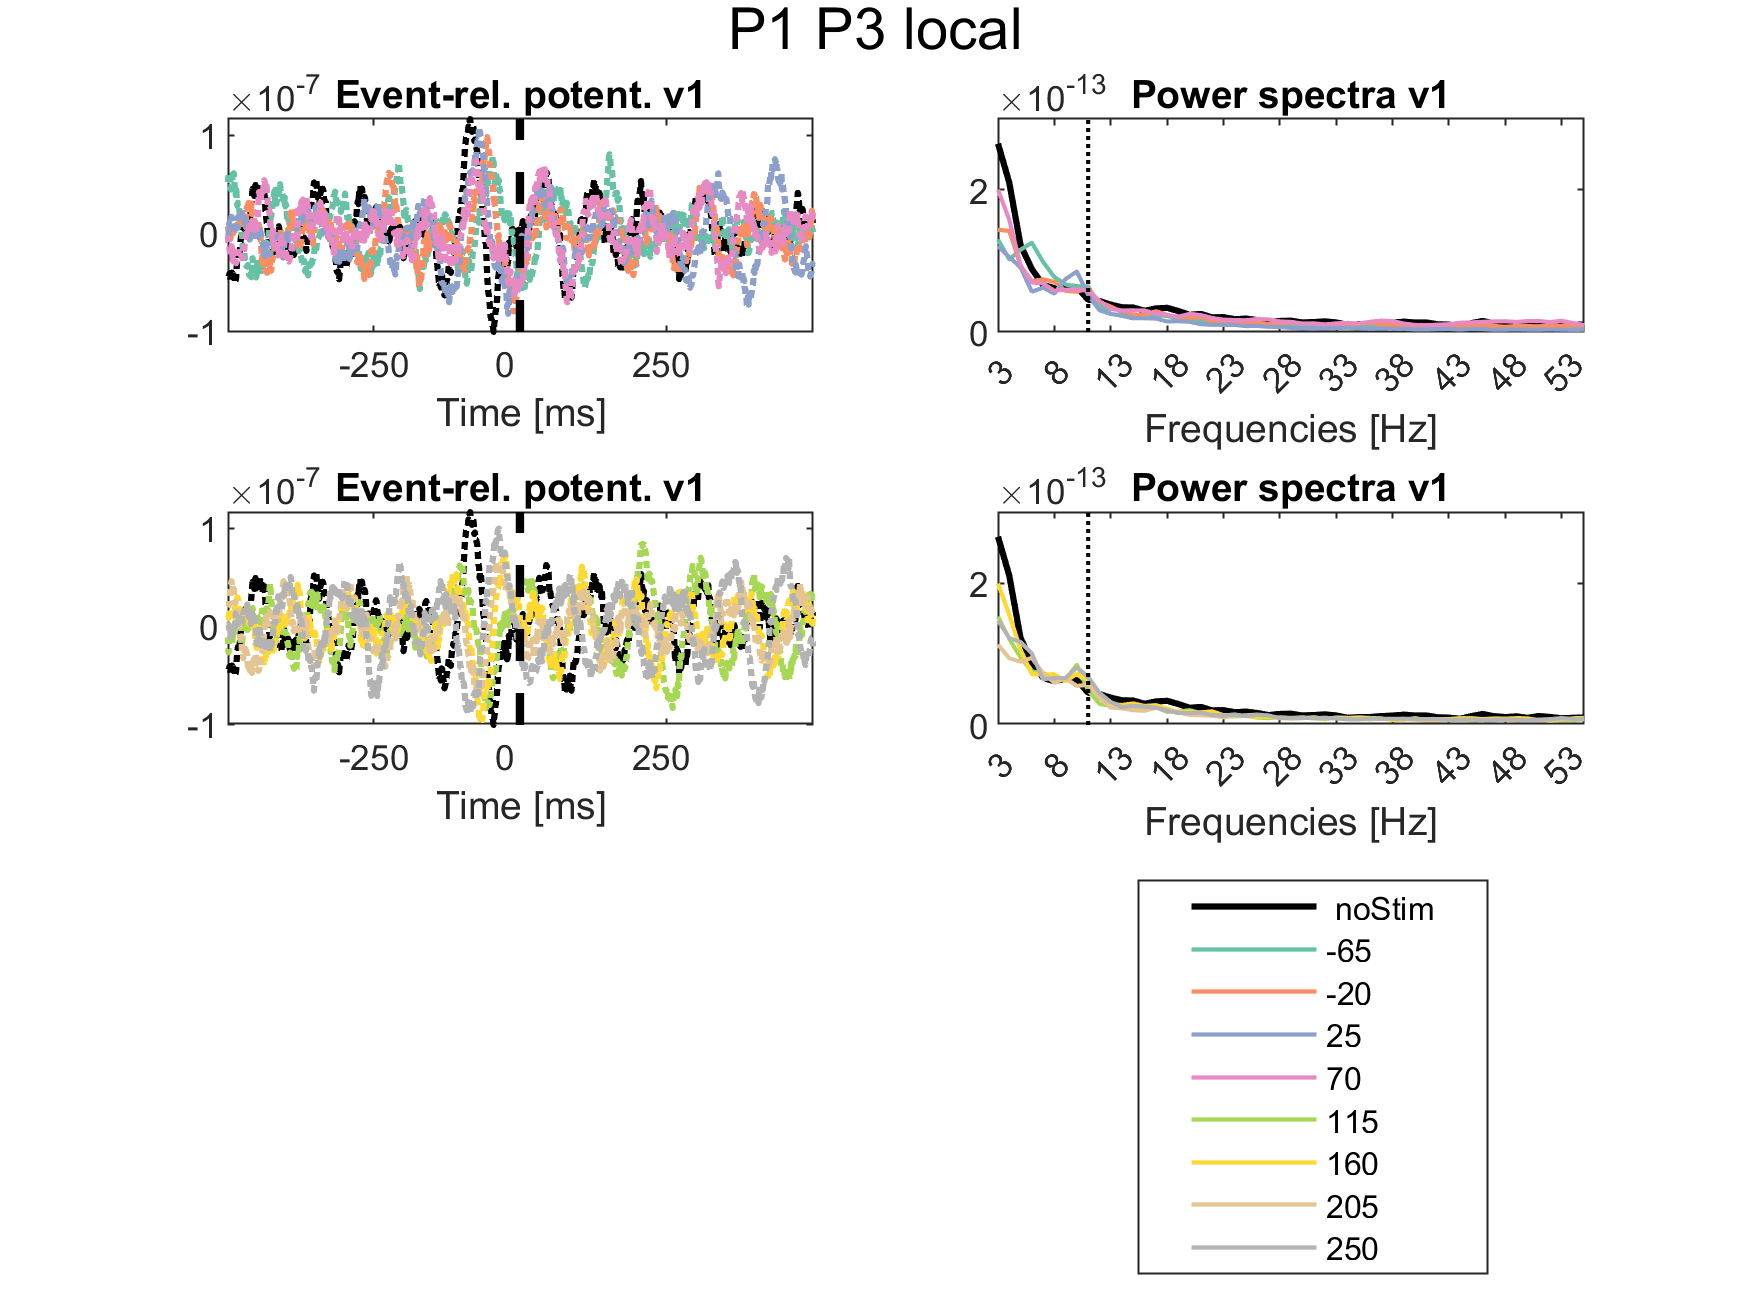 P1 P3 local
×10-7 Event-rel. potent. v1
1
0
-1
-250 0 250
Time [ms]
×10-13 Power spectra v1
2
0
3 8 13 18 23 28 33 38 43 48 53
Frequencies [Hz]
×10-7 Event-rel. potent. v1
1
0
-1
-250 0 250
Time [ms]
×10-13 Power spectra v1
2
0
3 8 13 18 23 28 33 38 43 48 53
Frequencies [Hz]
noStim
-65
-20
25
70
115
160
205
250